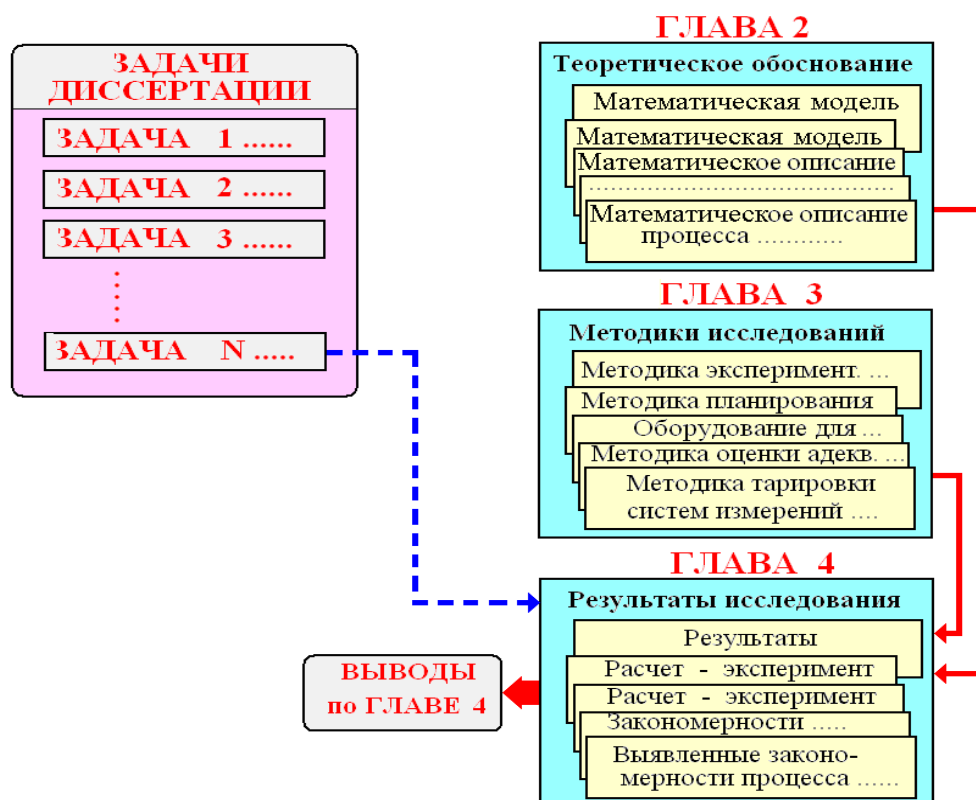 ЗАДАЧИ
ДИССЕРТАЦИИ
ЗАДАЧА 1 ......
ЗАДАЧА 2 ......
ЗАДАЧА 3 ......
ЗАДАЧА N .....
ГЛАВА 2
Теоретическое обоснование
Математическая модель
Математическая модель
Математическое описание
......................................
Математическое описание
процесса ............
ГЛАВА 3
Методики исследований
Методика эксперимент. ...
Методика планирования
Оборудование для ...
Методика оценки адекв. ...
Методика тарировки
систем измерений ....
ГЛАВА 4
Результаты исследования
Результаты
Расчет - эксперимент
Расчет - эксперимент
Закономерности .....
Выявленные законо-
мерности процесса ......
ВЫВОДЫ
по ГЛАВЕ 4